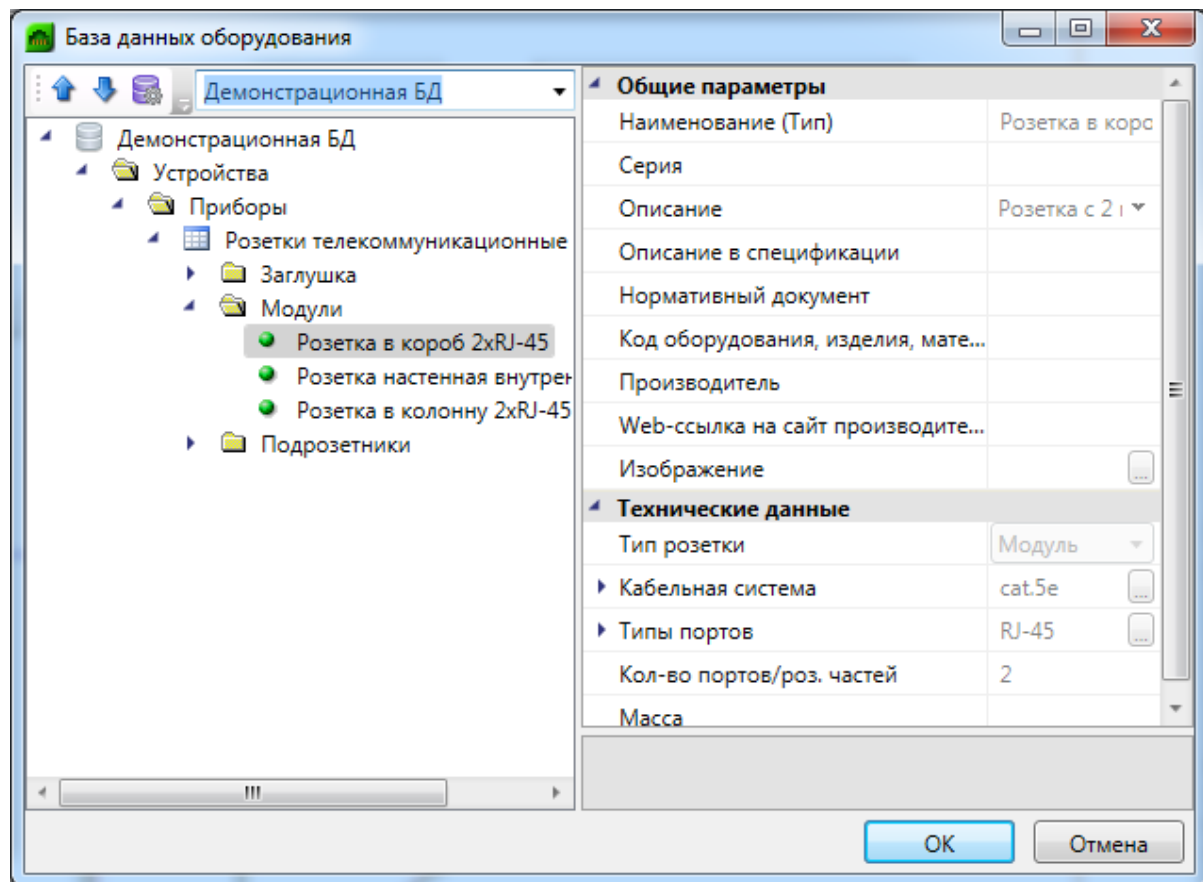 База данных оборудования
Демонстрационная БД
Демонстрационная БД
Устройства
Приборы
Розетки телекоммуникационные
Заглушка
Модули
Розетка в короб 2xRJ-45
Розетка настенная внутрен
Розетка в колонну 2xRJ-45
Подрозетники
Общие параметры
Наименование (Тип) Розетка в коро
Серия
Описание Розетка с 2
Описание в спецификации
Нормативный документ
Код оборудования, изделия, мате...
Производитель
Web-ссылка на сайт производите...
Изображение ...
Технические данные
Тип розетки Модуль
Кабельная система cat.5e ...
Типы портов RJ-45 ...
Кол-во портов/роз. частей 2
Масса
OK Отмена